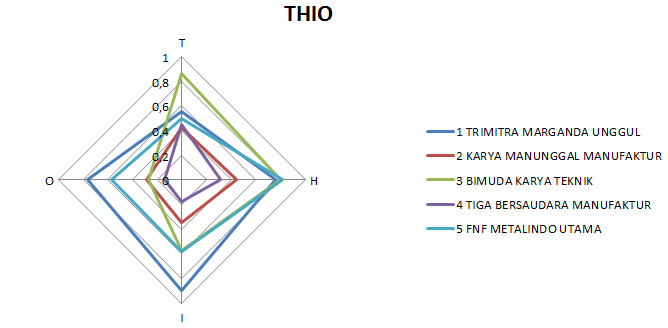 THIO
T
1
0,8
0,6
0,4
0,2
0
O
H
I
1 TRIMITRA MARGANDA UNGGUL
2 KARYA MANUNGGAL MANUFAKTUR
3 BIMUDA KARYA TEKNIK
4 TIGA BERSAUDARA MANUFAKTUR
5 FNF METALINDO UTAMA